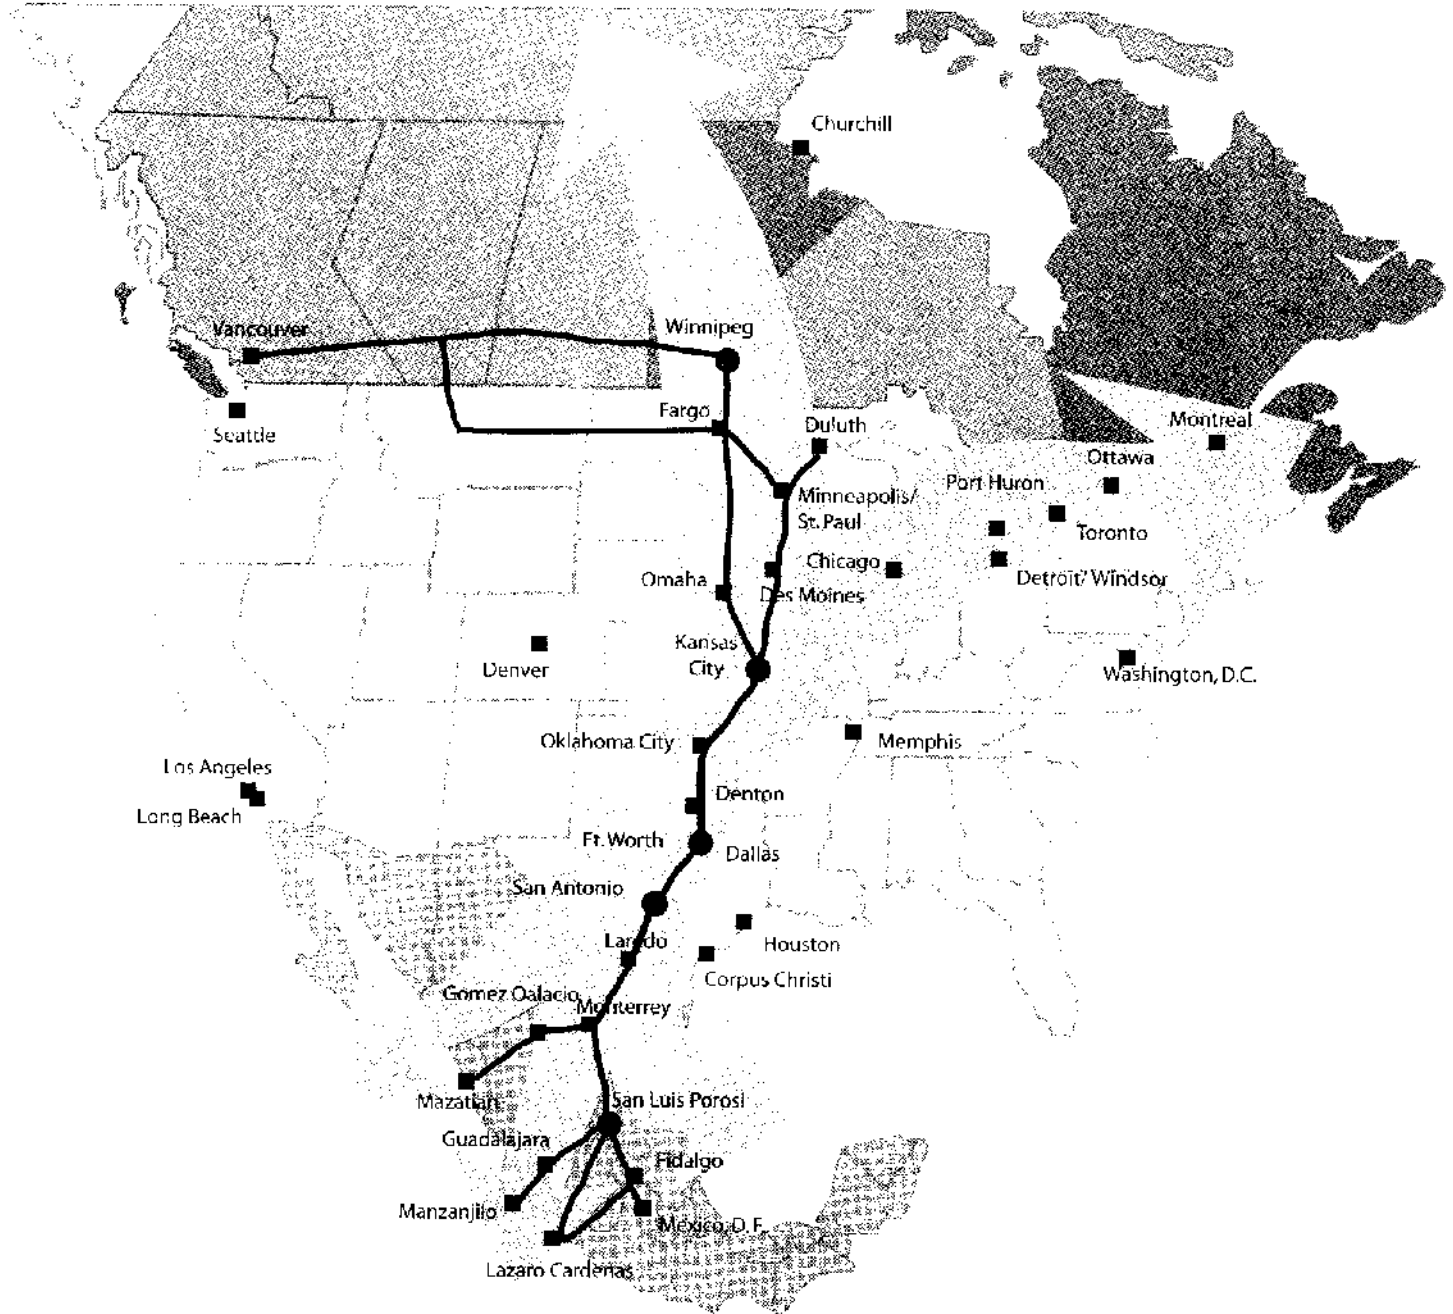 Churchill
Vancouver
Winnipeg
Seattle
Fargo
Duluth
Montreal
Ottawa
Port Huron
Minneapolis/
St. Paul
Toronto
Chicago
Detroit/Windsor
Omaha
Des Moines
Kansas
City
Denver
Washington, D.C.
Oklahoma City
Memphis
Los Angeles
Long Beach
Denton
Ft. Worth
Dallas
San Antonio
Laredo
Houston
Corpus Christi
Gomez Oalacio
Monterrey
Mazatlan
San Luis Porosi
Guadalajara
Fidalgo
Manzanjilo
Mexico, D. F.
Lazaro Cardenas